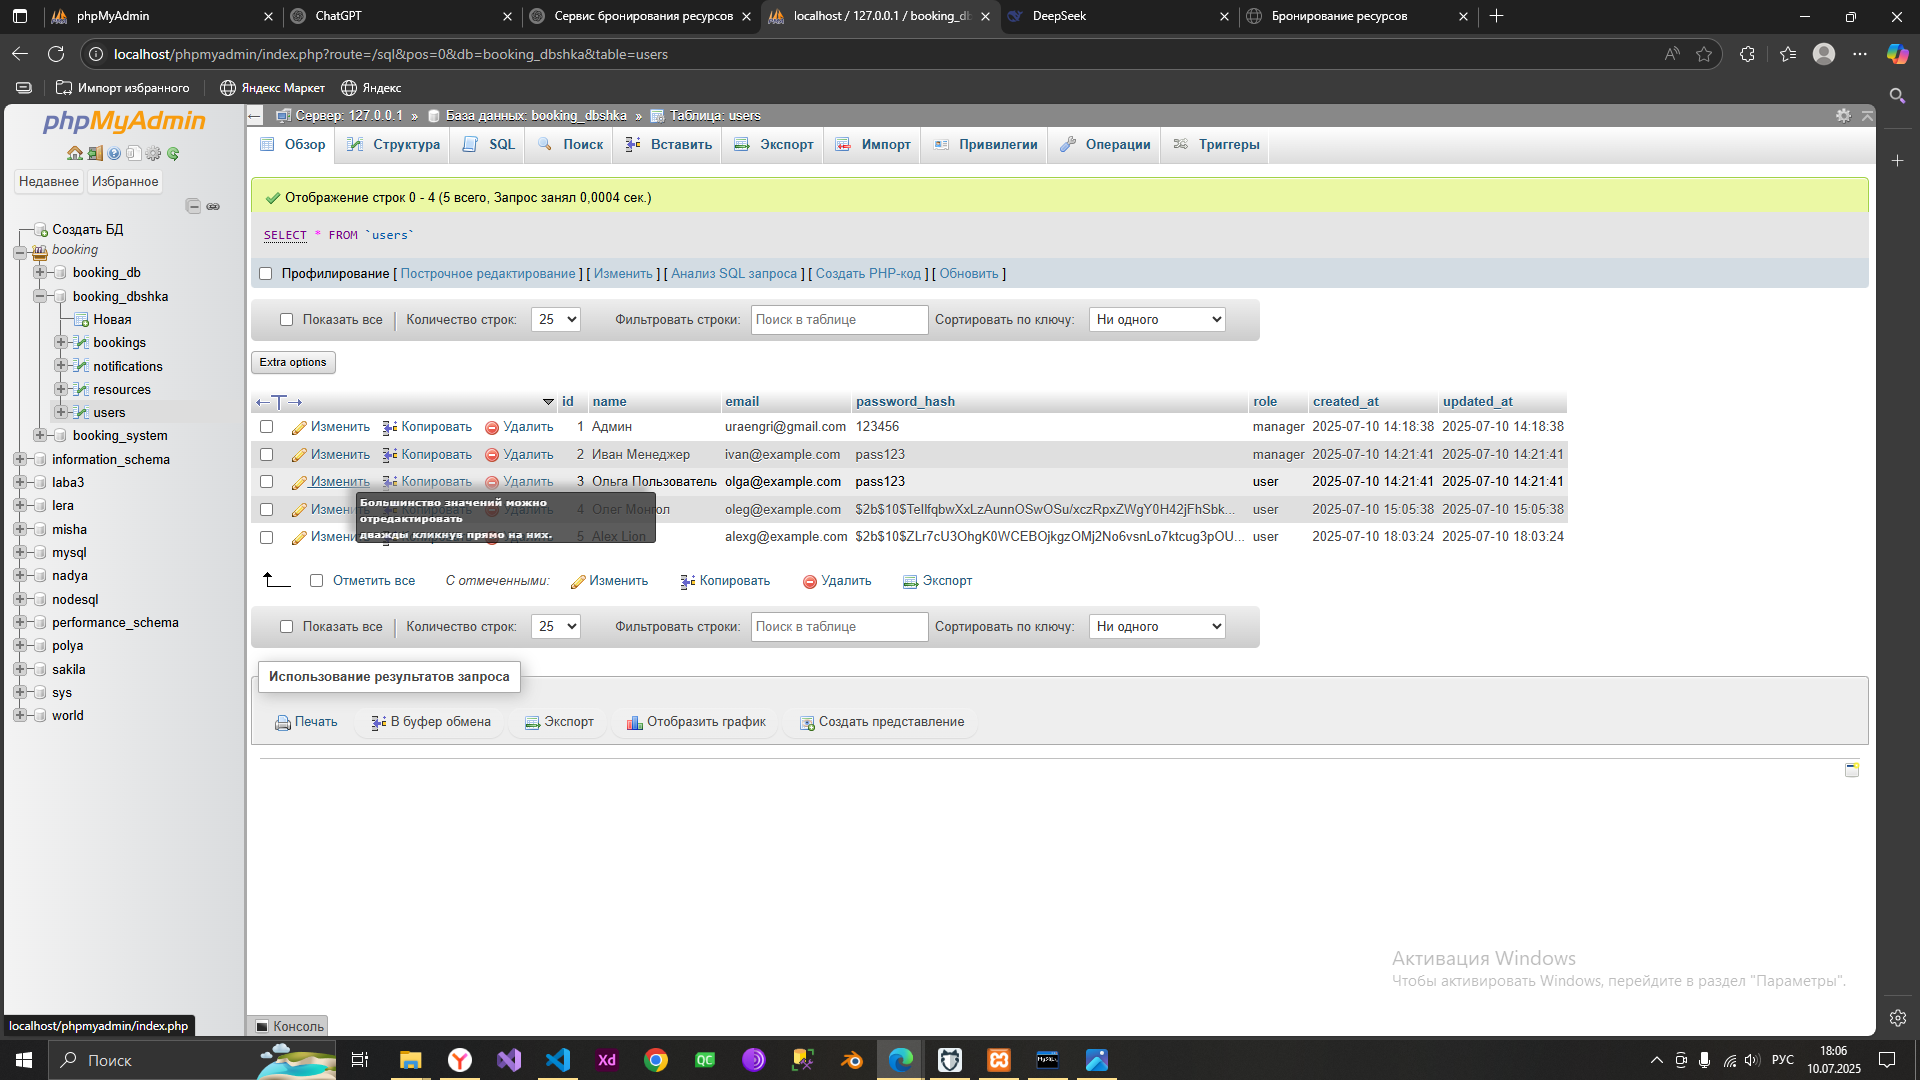 phpMyAdmin
ChatGPT
Сервис бронирования ресурсов
localhost / 127.0.0.1 / booking_db
DeepSeek
Бронирование ресурсов
localhost/phpmyadmin/index.php?route=/sql&pos=0&db=booking_dbshka&table=users
Импорт избранного
Яндекс Маркет
Яндекс
phpMyAdmin
Недавнее
Избранное
Создать БД
booking
booking_db
booking_dbshka
Новая
bookings
notifications
resources
users
booking_system
information_schema
laba3
lera
misha
mysql
nadya
nodesql
performance_schema
polya
sakila
sys
world
localhost/phpmyadmin/index.php
Сервер: 127.0.0.1 » База данных: booking_dbshka » Таблица: users
Обзор Структура SQL Поиск Вставить Экспорт Импорт Привилегии Операции Триггеры
Отображение строк 0 - 4 (5 всего, Запрос занял 0,0004 сек.)
SELECT * FROM `users`
Профилирование [ Построчное редактирование ] [ Изменить ] [ Анализ SQL запроса ] [ Создать PHP-код ] [ Обновить ]
Показать все Количество строк: 25 Фильтровать строки: Поиск в таблице Сортировать по ключу: Ни одного
Extra options
id name email password_hash role created_at updated_at
Изменить Копировать Удалить 1 Админ uraengri@gmail.com 123456 manager 2025-07-10 14:18:38 2025-07-10 14:18:38
Изменить Копировать Удалить 2 Иван Менеджер ivan@example.com pass123 manager 2025-07-10 14:21:41 2025-07-10 14:21:41
Изменить Копировать Удалить 3 Ольга Пользователь olga@example.com pass123 user 2025-07-10 14:21:41 2025-07-10 14:21:41
Изменить Копировать Удалить 4 Олег Монгол oleg@example.com $2b$10$TeIlfqbwXxLzAunnOSwOSu/xczRpxZWgY0H42jFhSbk... user 2025-07-10 15:05:38 2025-07-10 15:05:38
5 Alex Lion alexg@example.com $2b$10$ZLr7cU3OhgK0WCEBOjkgzOMj2No6vsnLo7ktcug3pOU... user 2025-07-10 18:03:24 2025-07-10 18:03:24
Большинство значений можно
отредактировать
дважды кликнув прямо на них.
Отметить все С отмеченными: Изменить Копировать Удалить Экспорт
Показать все Количество строк: 25 Фильтровать строки: Поиск в таблице Сортировать по ключу: Ни одного
Использование результатов запроса
Печать В буфер обмена Экспорт Отобразить график Создать представление
Активация Windows
Чтобы активировать Windows, перейдите в раздел "Параметры".
Консоль
Поиск
Xd
QC
РУС
18:06
10.07.2025